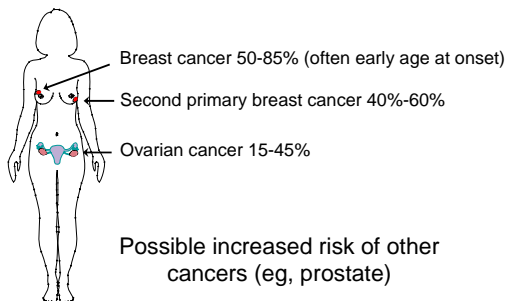 Breast cancer 50-85% (often early age at onset)
Second primary breast cancer 40%-60%
Ovarian cancer 15-45%
Possible increased risk of other
cancers (eg, prostate)